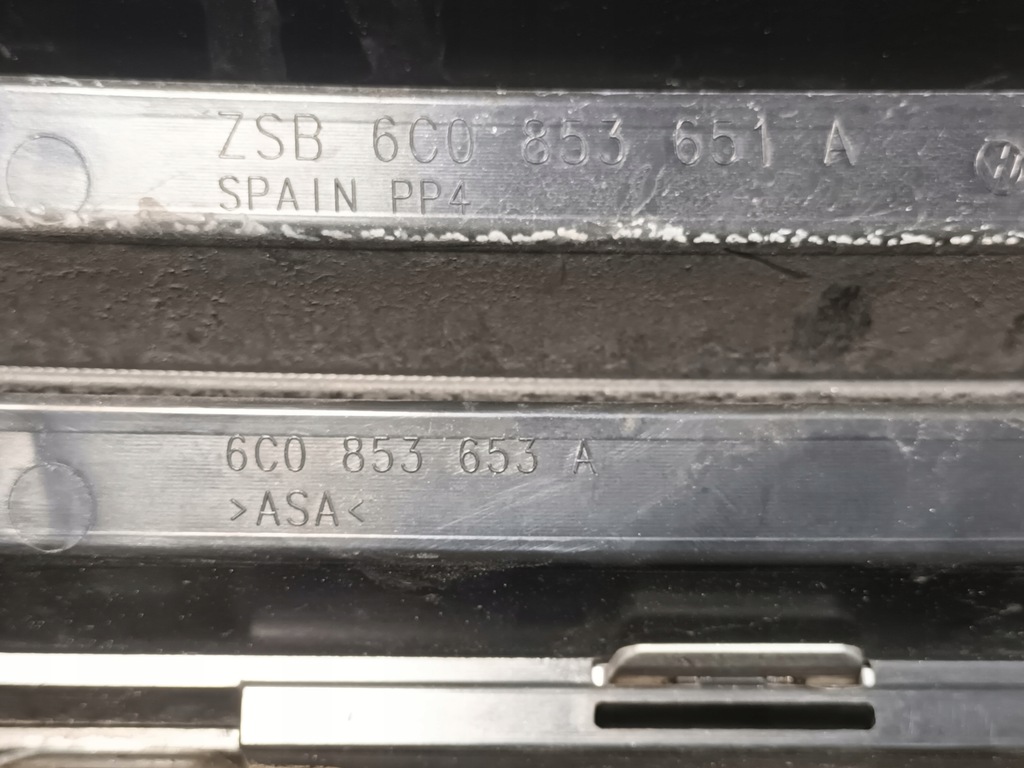 ZSB 6C0 853 651 A
SPAIN PP4
6C0 853 653 A
>ASA<